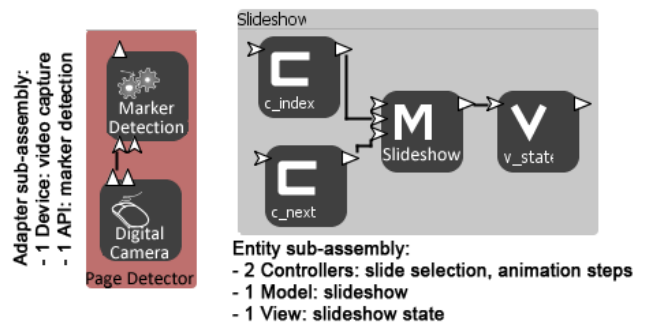 Adapter sub-assembly:
- 1 Device: video capture
- 1 API: marker detection
Marker
Detection
Digital
Camera
Page Detector
Slideshow
C
c_index
C
c_next
M
Slideshow
V
v_state
Entity sub-assembly:
- 2 Controllers: slide selection, animation steps
- 1 Model: slideshow
- 1 View: slideshow state